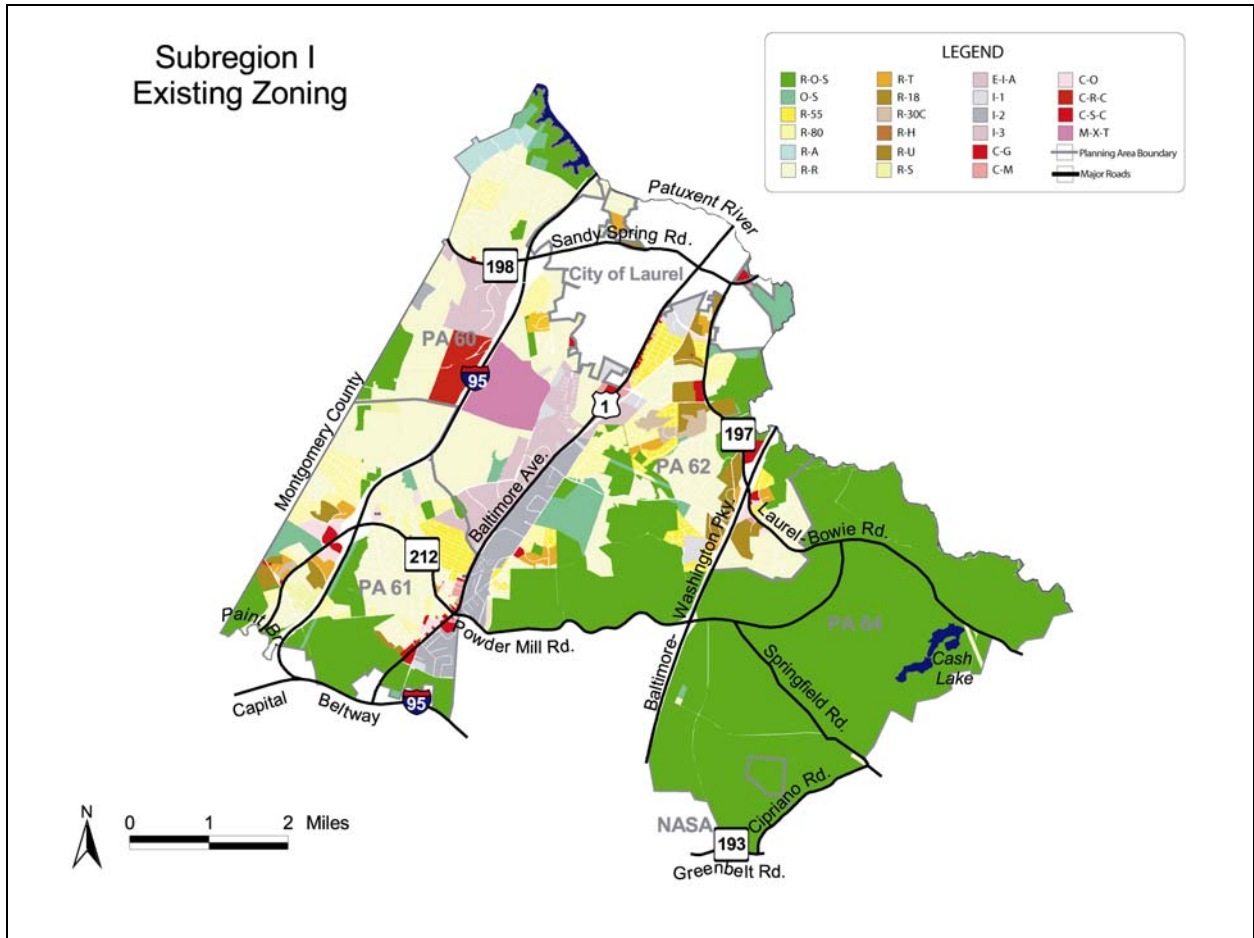 Subregion I
Existing Zoning
LEGEND
R-O-S
O-S
R-55
R-80
R-A
R-R
R-T
R-18
R-30C
R-H
R-U
R-S
E-I-A
I-1
I-2
I-3
C-G
C-M
C-O
C-R-C
C-S-C
M-X-T
Planning Area Boundary
Major Roads
Patuxent River
Sandy Spring Rd.
198
City of Laurel
PA 60
95
Montgomery County
1
197
PA 62
Baltimore Ave.
Laurel-Bowie Rd.
212
PA 61
Baltimore-Washington Pky.
Paint Br.
Powder Mill Rd.
PA 64
Cash
Lake
Springfield Rd.
Capital Beltway
95
Cipriano Rd.
NASA
193
Greenbelt Rd.
N
0 1 2 Miles